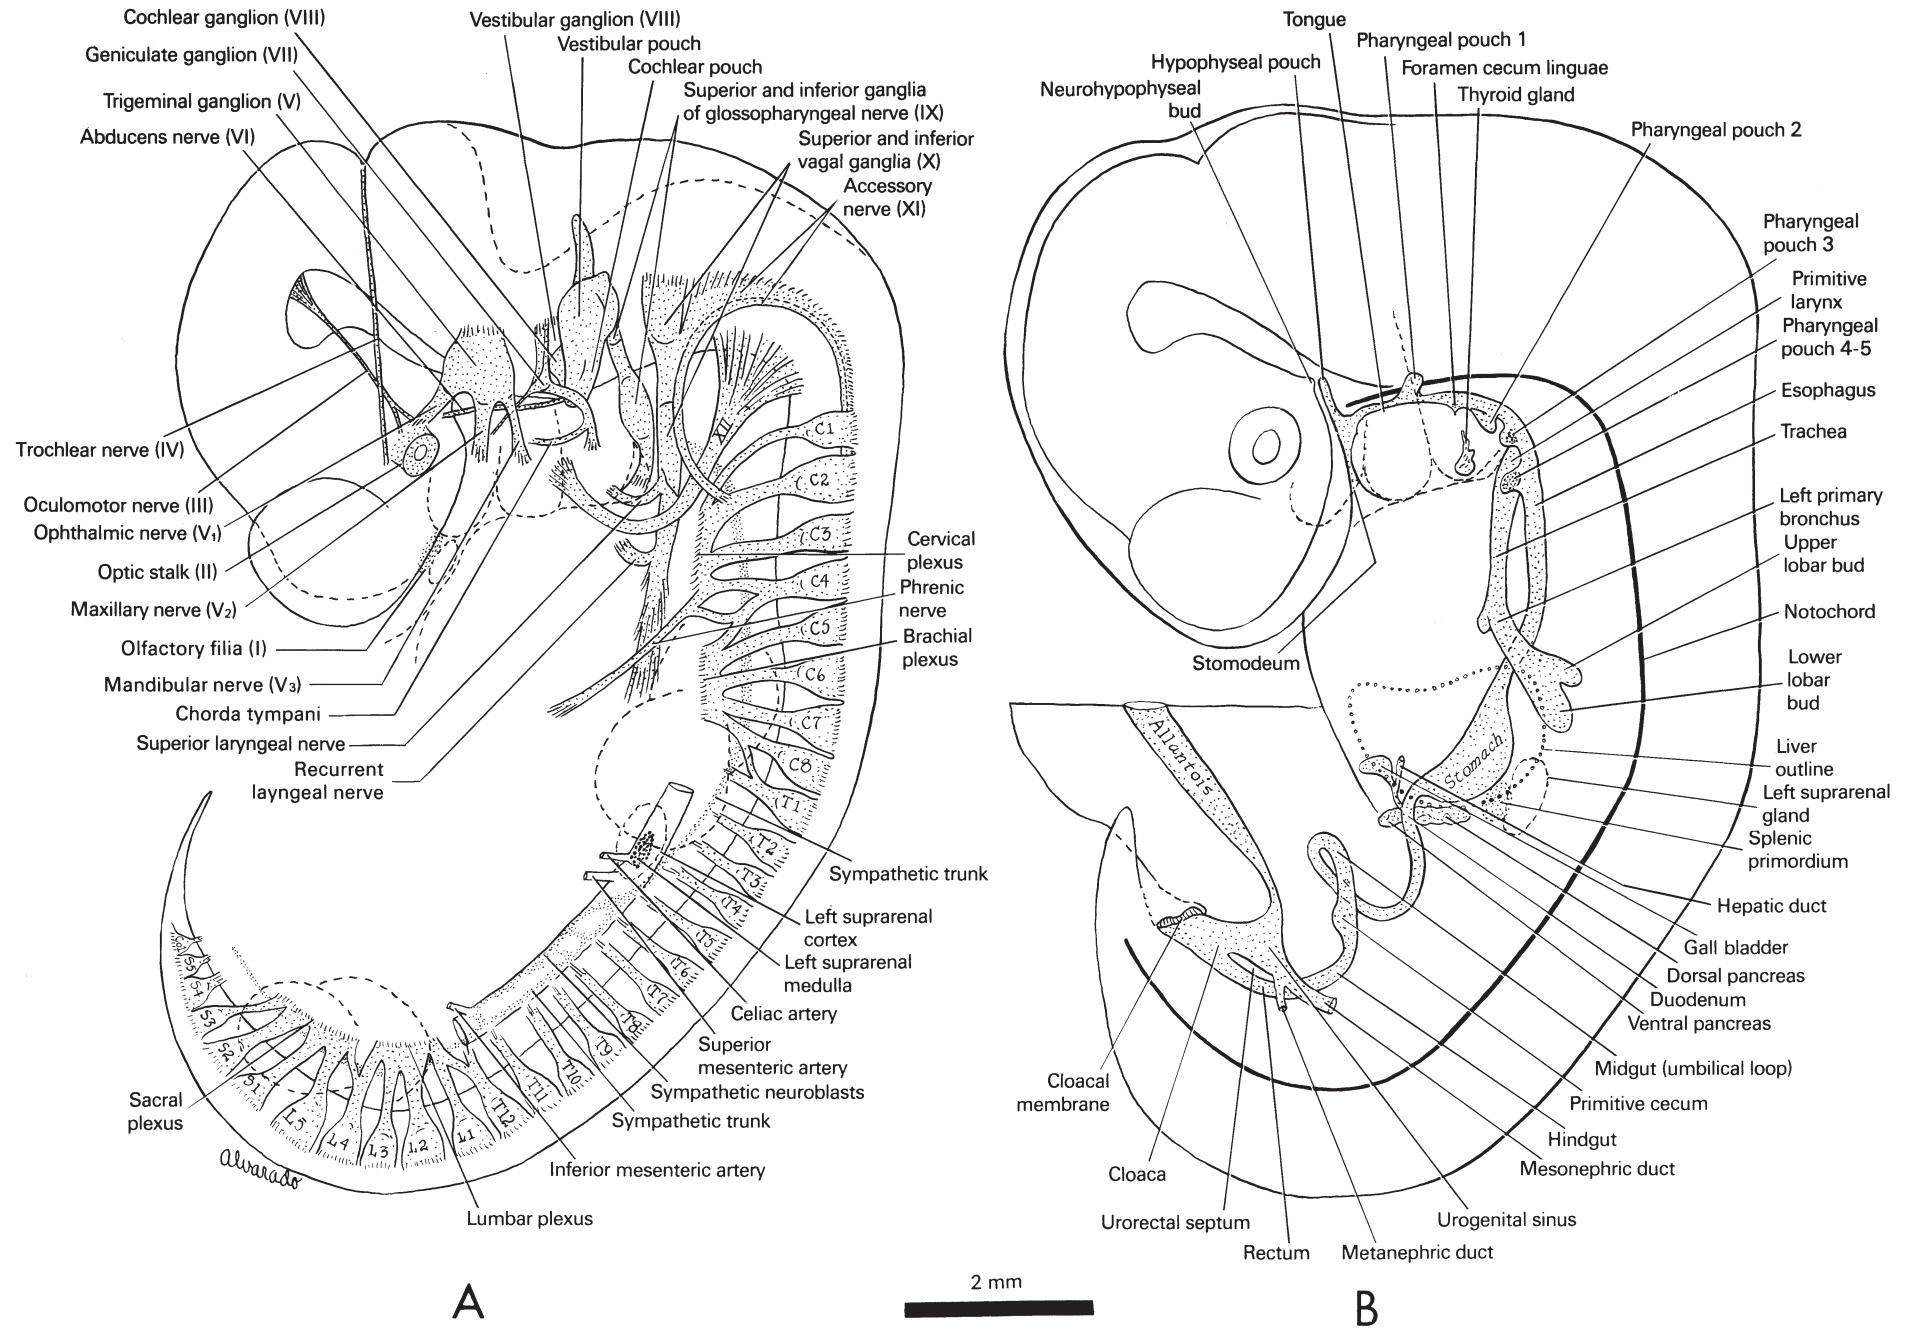 Cochlear ganglion (VIII)
Geniculate ganglion (VII)
Trigeminal ganglion (V)
Abducens nerve (VI)
Vestibular ganglion (VIII)
Vestibular pouch
Cochlear pouch
Superior and inferior ganglia
of glossopharyngeal nerve (IX)
Superior and inferior
vagal ganglia (X)
Accessory
nerve (XI)
Trochlear nerve (IV)
Oculomotor nerve (III)
Ophthalmic nerve (V1)
Optic stalk (II)
Maxillary nerve (V2)
Olfactory filia (I)
Mandibular nerve (V3)
Chorda tympani
Superior laryngeal nerve
Recurrent
layngeal nerve
XII
C1
C2
C3
C4
C5
C6
C7
C8
T1
T2
T3
T4
T5
T6
T7
T8
T9
T10
T11
T12
L1
L2
L3
L4
L5
S1
S2
S3
S4
S5
Co1
Cervical
plexus
Phrenic
nerve
Brachial
plexus
Sympathetic trunk
Left suprarenal
cortex
Left suprarenal
medulla
Celiac artery
Superior
mesenteric artery
Sympathetic neuroblasts
Sympathetic trunk
Inferior mesenteric artery
Lumbar plexus
Sacral
plexus
Alvarado
A
2 mm
Tongue
Pharyngeal pouch 1
Hypophyseal pouch
Foramen cecum linguae
Neurohypophyseal
bud
Thyroid gland
Pharyngeal pouch 2
Pharyngeal
pouch 3
Primitive
larynx
Pharyngeal
pouch 4-5
Esophagus
Trachea
Left primary
bronchus
Upper
lobar bud
Notochord
Lower
lobar
bud
Liver
outline
Left suprarenal
gland
Splenic
primordium
Hepatic duct
Gall bladder
Dorsal pancreas
Duodenum
Ventral pancreas
Midgut (umbilical loop)
Primitive cecum
Hindgut
Mesonephric duct
Urogenital sinus
Metanephric duct
Rectum
Urorectal septum
Cloaca
Cloacal
membrane
Stomodeum
Allantois
Stomach
B